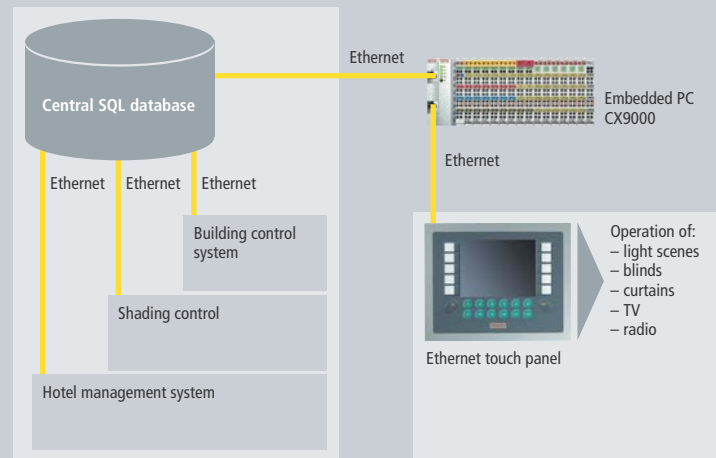 Central SQL database
Ethernet
Embedded PC
CX9000
Ethernet
Ethernet
Ethernet
Ethernet
Building control
system
Shading control
Hotel management system
Operation of:
– light scenes
– blinds
– curtains
– TV
– radio
Ethernet touch panel